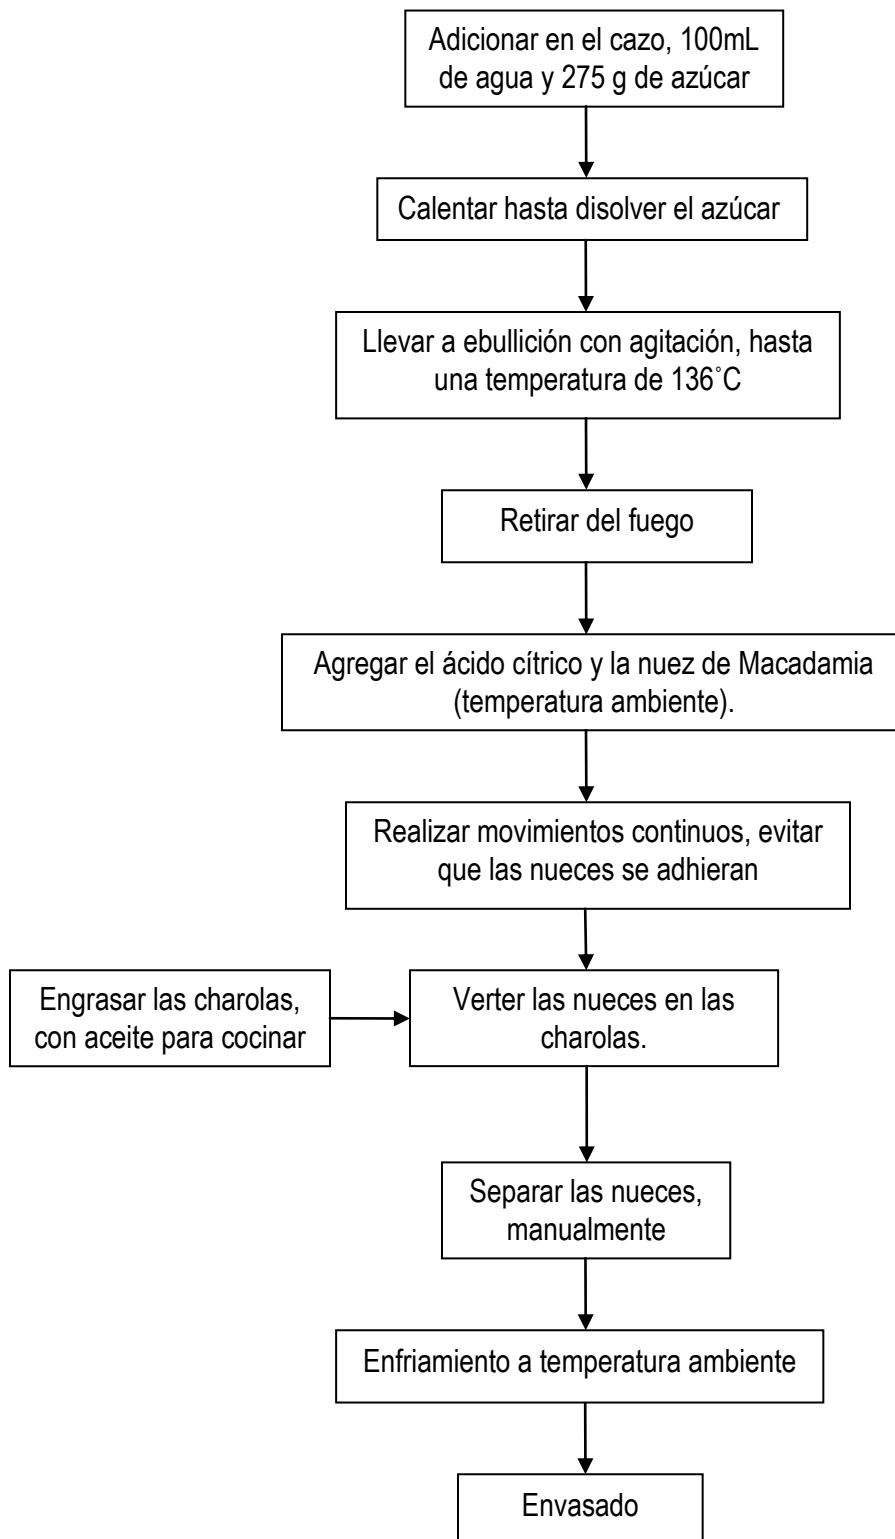 Adicionar en el cazo, 100mL
de agua y 275 g de azúcar
Calentar hasta disolver el azúcar
Llevar a ebullición con agitación, hasta
una temperatura de 136˚C
Retirar del fuego
Agregar el ácido cítrico y la nuez de Macadamia
(temperatura ambiente).
Realizar movimientos continuos, evitar
que las nueces se adhieran
Engrasar las charolas,
con aceite para cocinar
Verter las nueces en las
charolas.
Separar las nueces,
manualmente
Enfriamiento a temperatura ambiente
Envasado